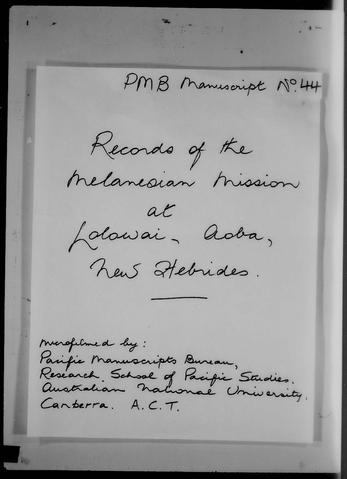 PMB Manuscript No. 44
Records of the
Melanesian Mission
at
Lolowai, Aoba,
New Hebrides.
Microfilmed by:
Pacific Manuscripts Bureau,
Research School of Pacific Studies.
Australian National University,
Canberra. A.C.T.